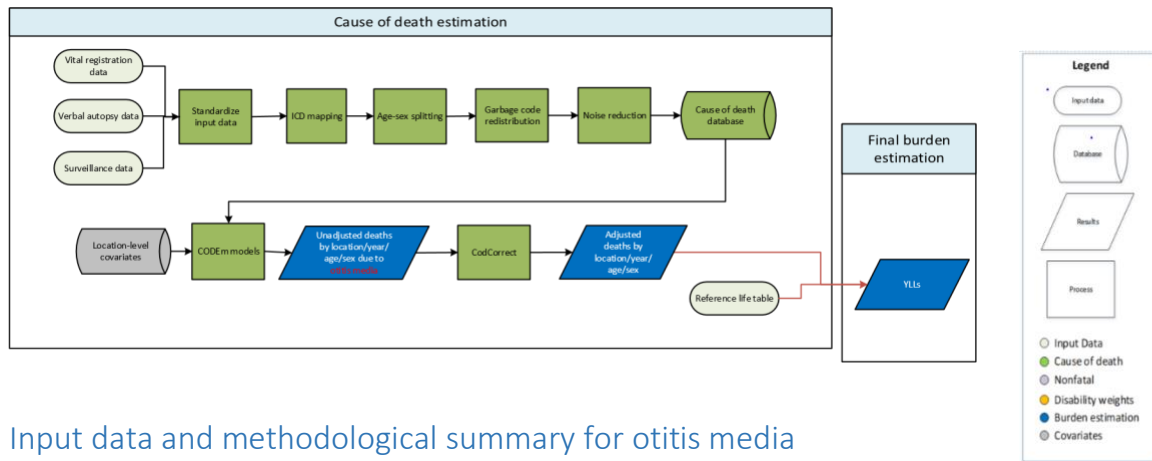 Cause of death estimation
Vital registration
data
Verbal autopsy data
Surveillance data
Standardize
input data
ICD mapping
Age-sex splitting
Garbage code
redistribution
Noise reduction
Cause of death
database
Location-level
covariates
CODEm models
Unadjusted deaths
by location/year/
age/sex due to
otitis media
CodCorrect
Adjusted
deaths by
location/year/
age/sex
Reference life table
Final burden
estimation
YLLs
Legend
Input data
Database
Results
Process
Input Data
Cause of death
Nonfatal
Disability weights
Burden estimation
Covariates
Input data and methodological summary for otitis media